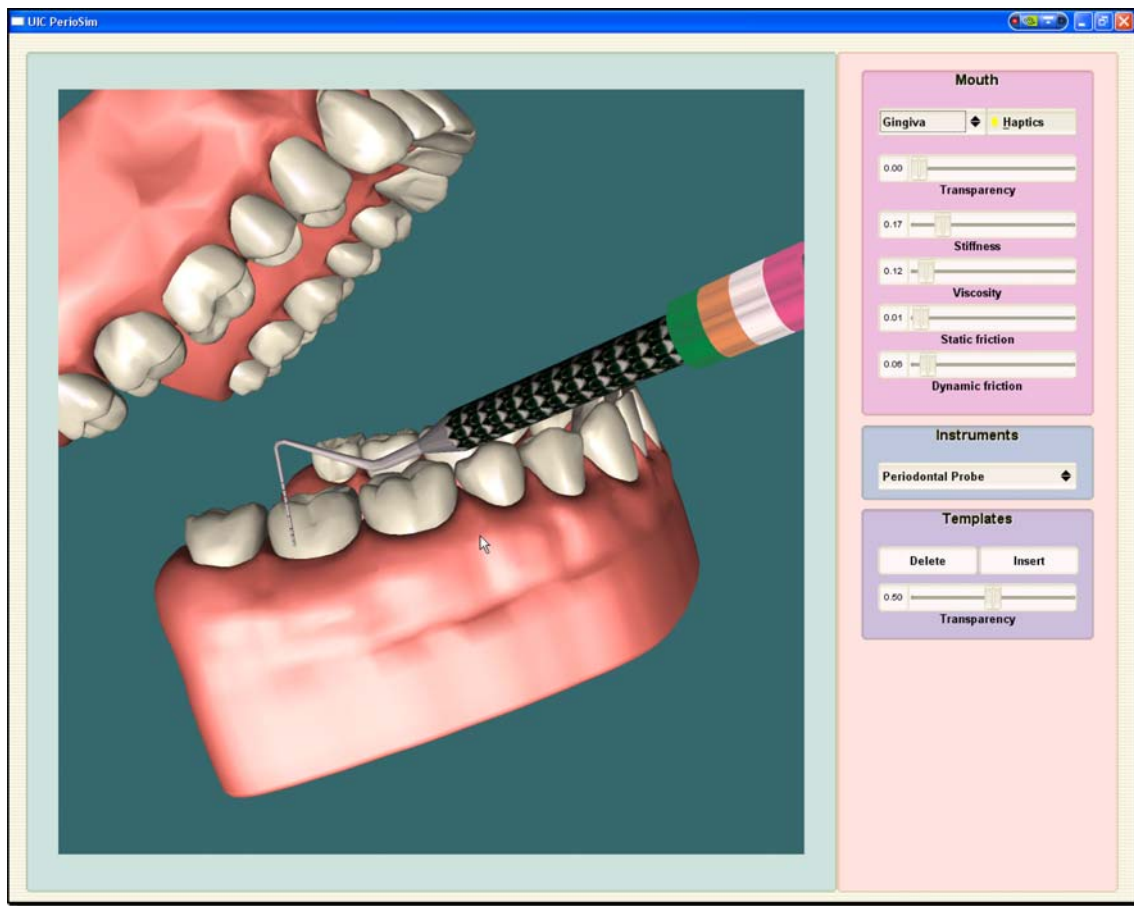 UIC PerioSim
Mouth
Gingiva Haptics
0.00
Transparency
0.17
Stiffness
0.12
Viscosity
0.01
Static friction
0.06
Dynamic friction
Instruments
Periodontal Probe
Templates
Delete Insert
0.50
Transparency